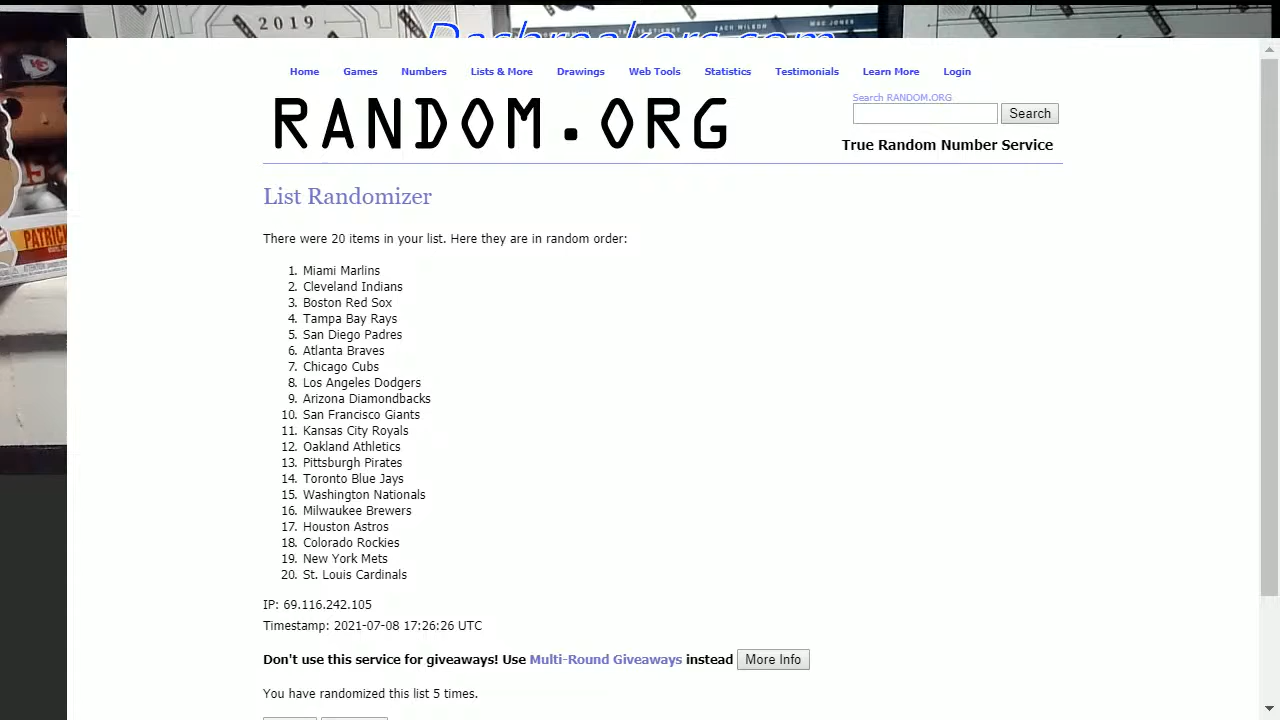 2019
ZACH WILSON
MAC JONES
Dacbreakers.com
Home Games Numbers Lists & More Drawings Web Tools Statistics Testimonials Learn More Login
RANDOM.ORG
Search RANDOM.ORG
Search
True Random Number Service
List Randomizer
PATRIC
There were 20 items in your list. Here they are in random order:
1. Miami Marlins
2. Cleveland Indians
3. Boston Red Sox
4. Tampa Bay Rays
5. San Diego Padres
6. Atlanta Braves
7. Chicago Cubs
8. Los Angeles Dodgers
9. Arizona Diamondbacks
10. San Francisco Giants
11. Kansas City Royals
12. Oakland Athletics
13. Pittsburgh Pirates
14. Toronto Blue Jays
15. Washington Nationals
16. Milwaukee Brewers
17. Houston Astros
18. Colorado Rockies
19. New York Mets
20. St. Louis Cardinals
IP: 69.116.242.105
Timestamp: 2021-07-08 17:26:26 UTC
Don't use this service for giveaways! Use Multi-Round Giveaways instead More Info
You have randomized this list 5 times.